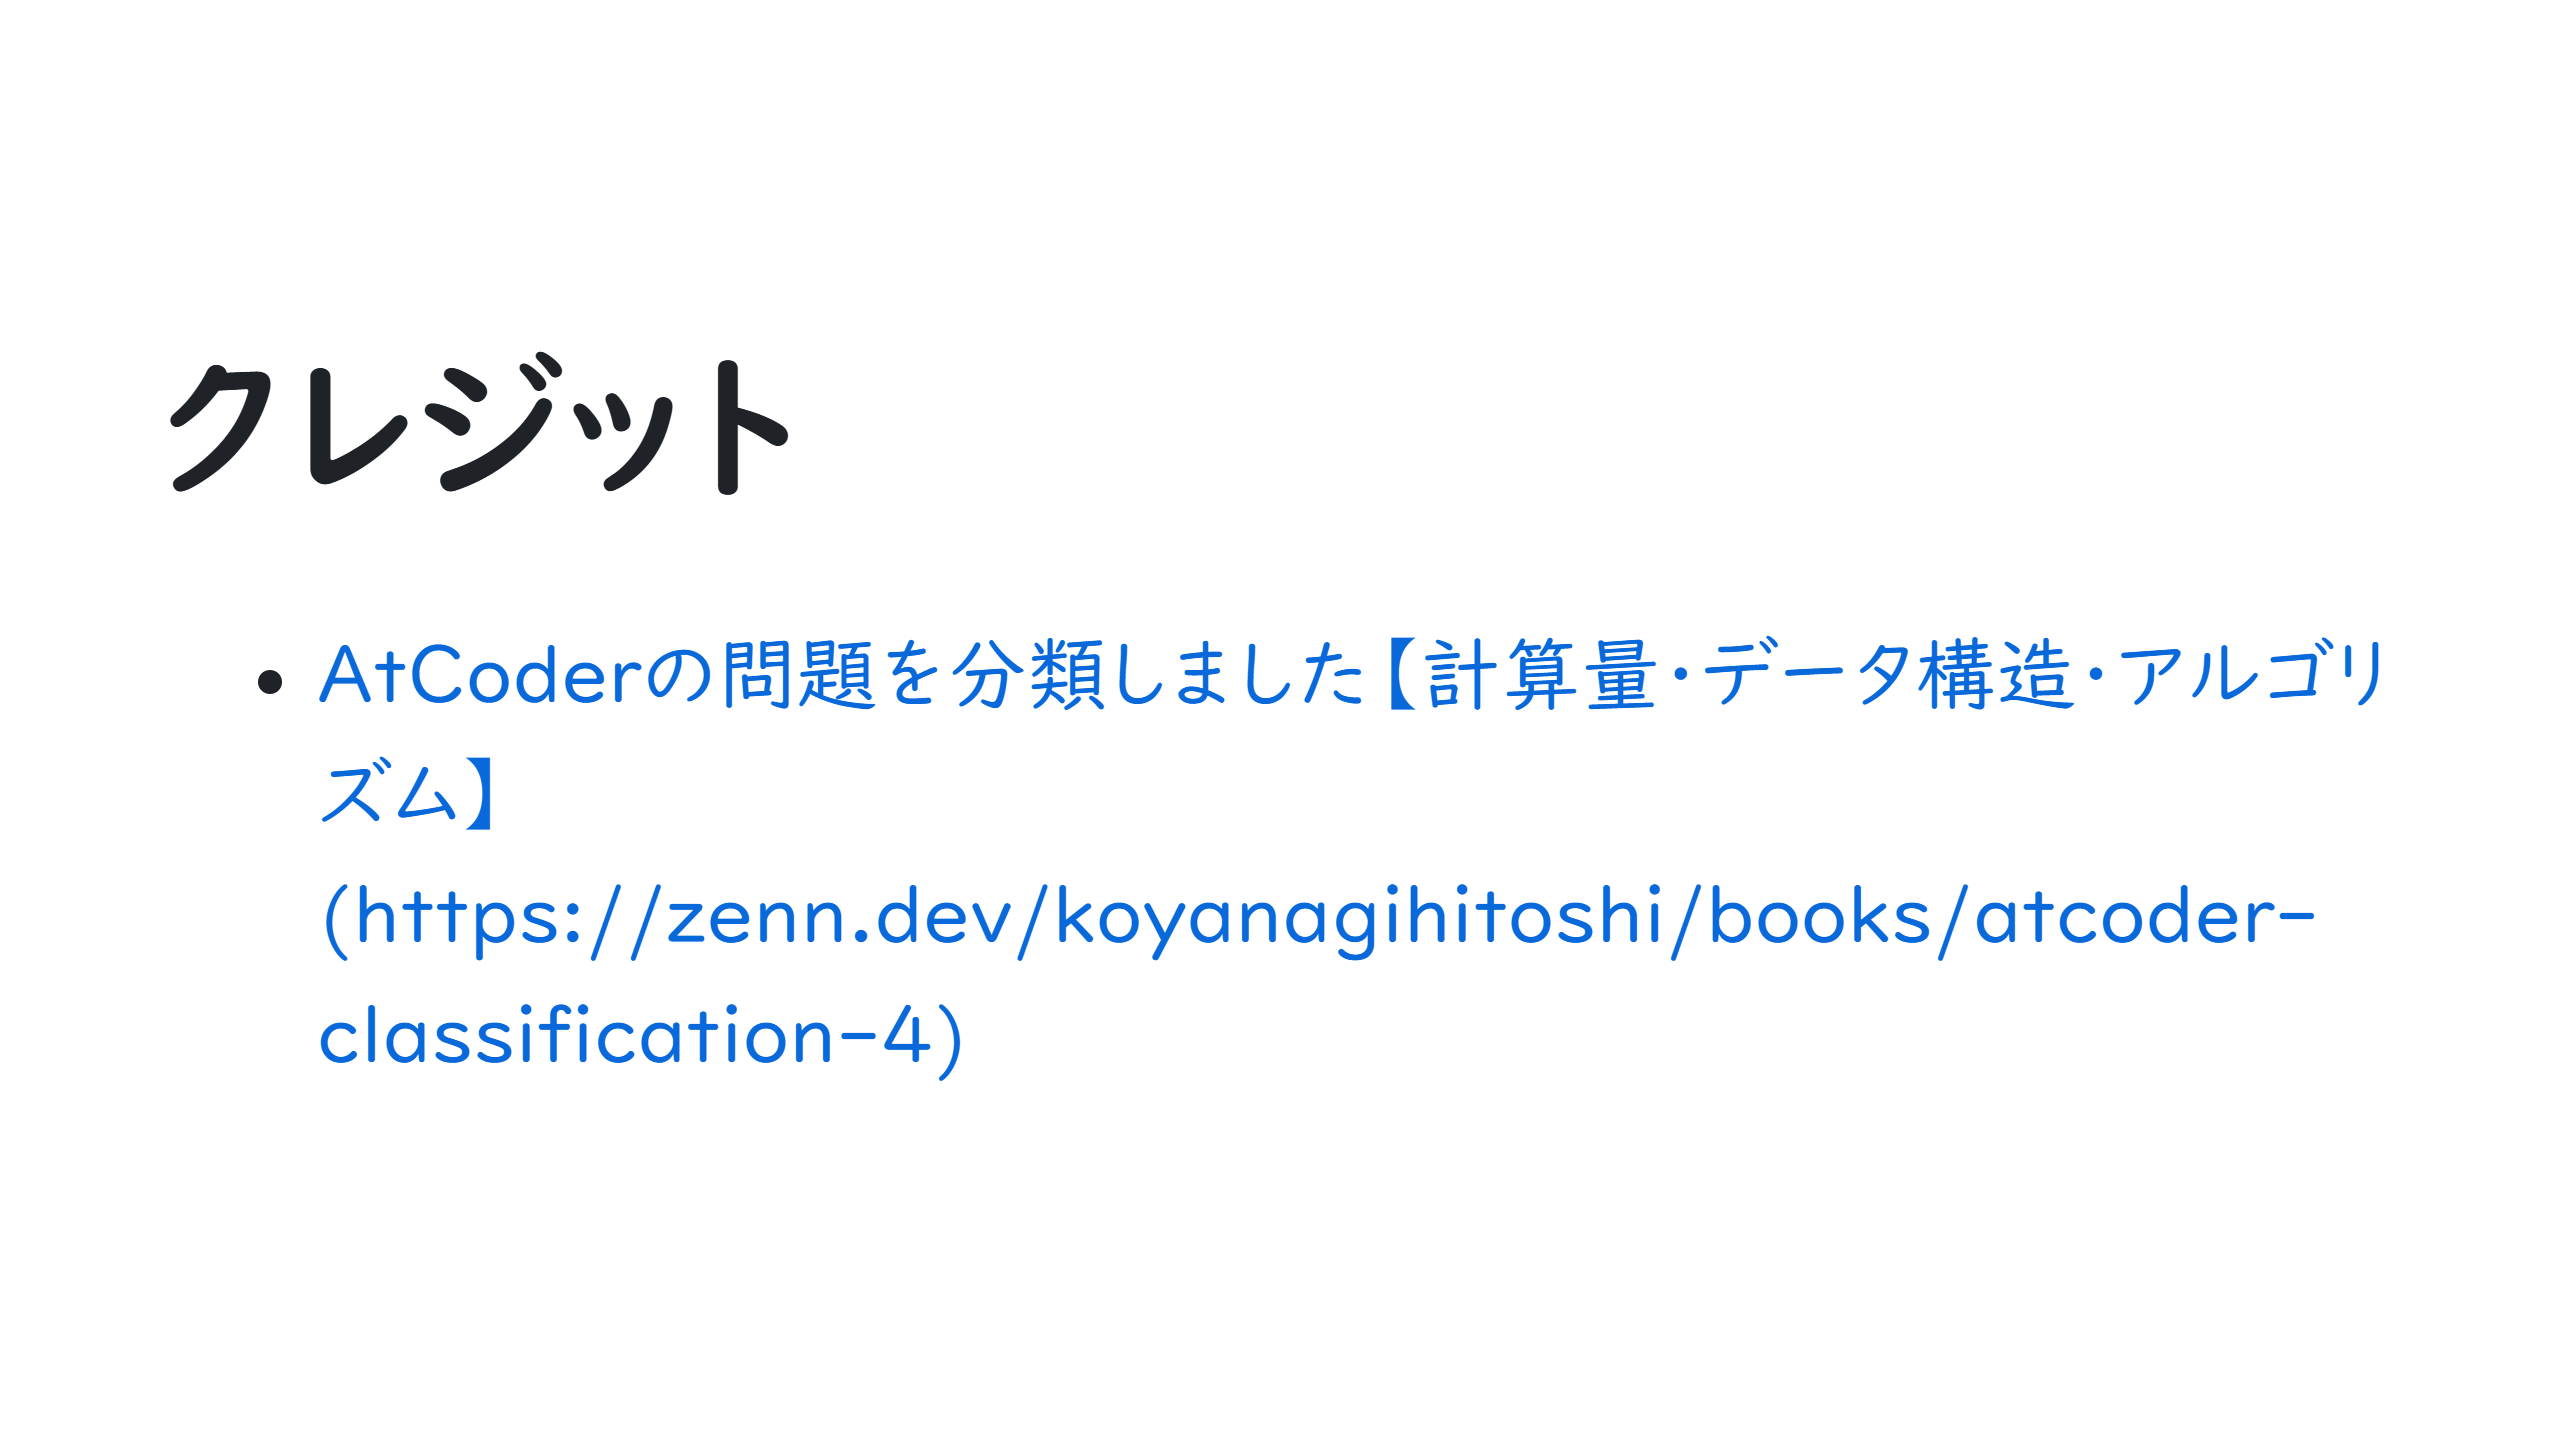 クレジット
• AtCoderの問題を分類しました【計算量・データ構造・アルゴリ
ズム】
(https://zenn.dev/koyanagihitoshi/books/atcoder-
classification-4)